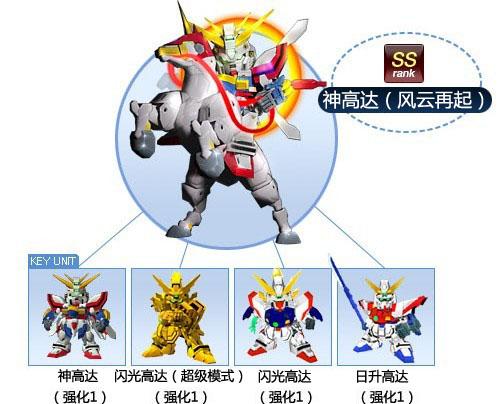 SS
rank
神高达（风云再起）
KEY UNIT
神高达 闪光高达（超级模式） 闪光高达 日升高达
（强化1） （强化1） （强化1） （强化1）